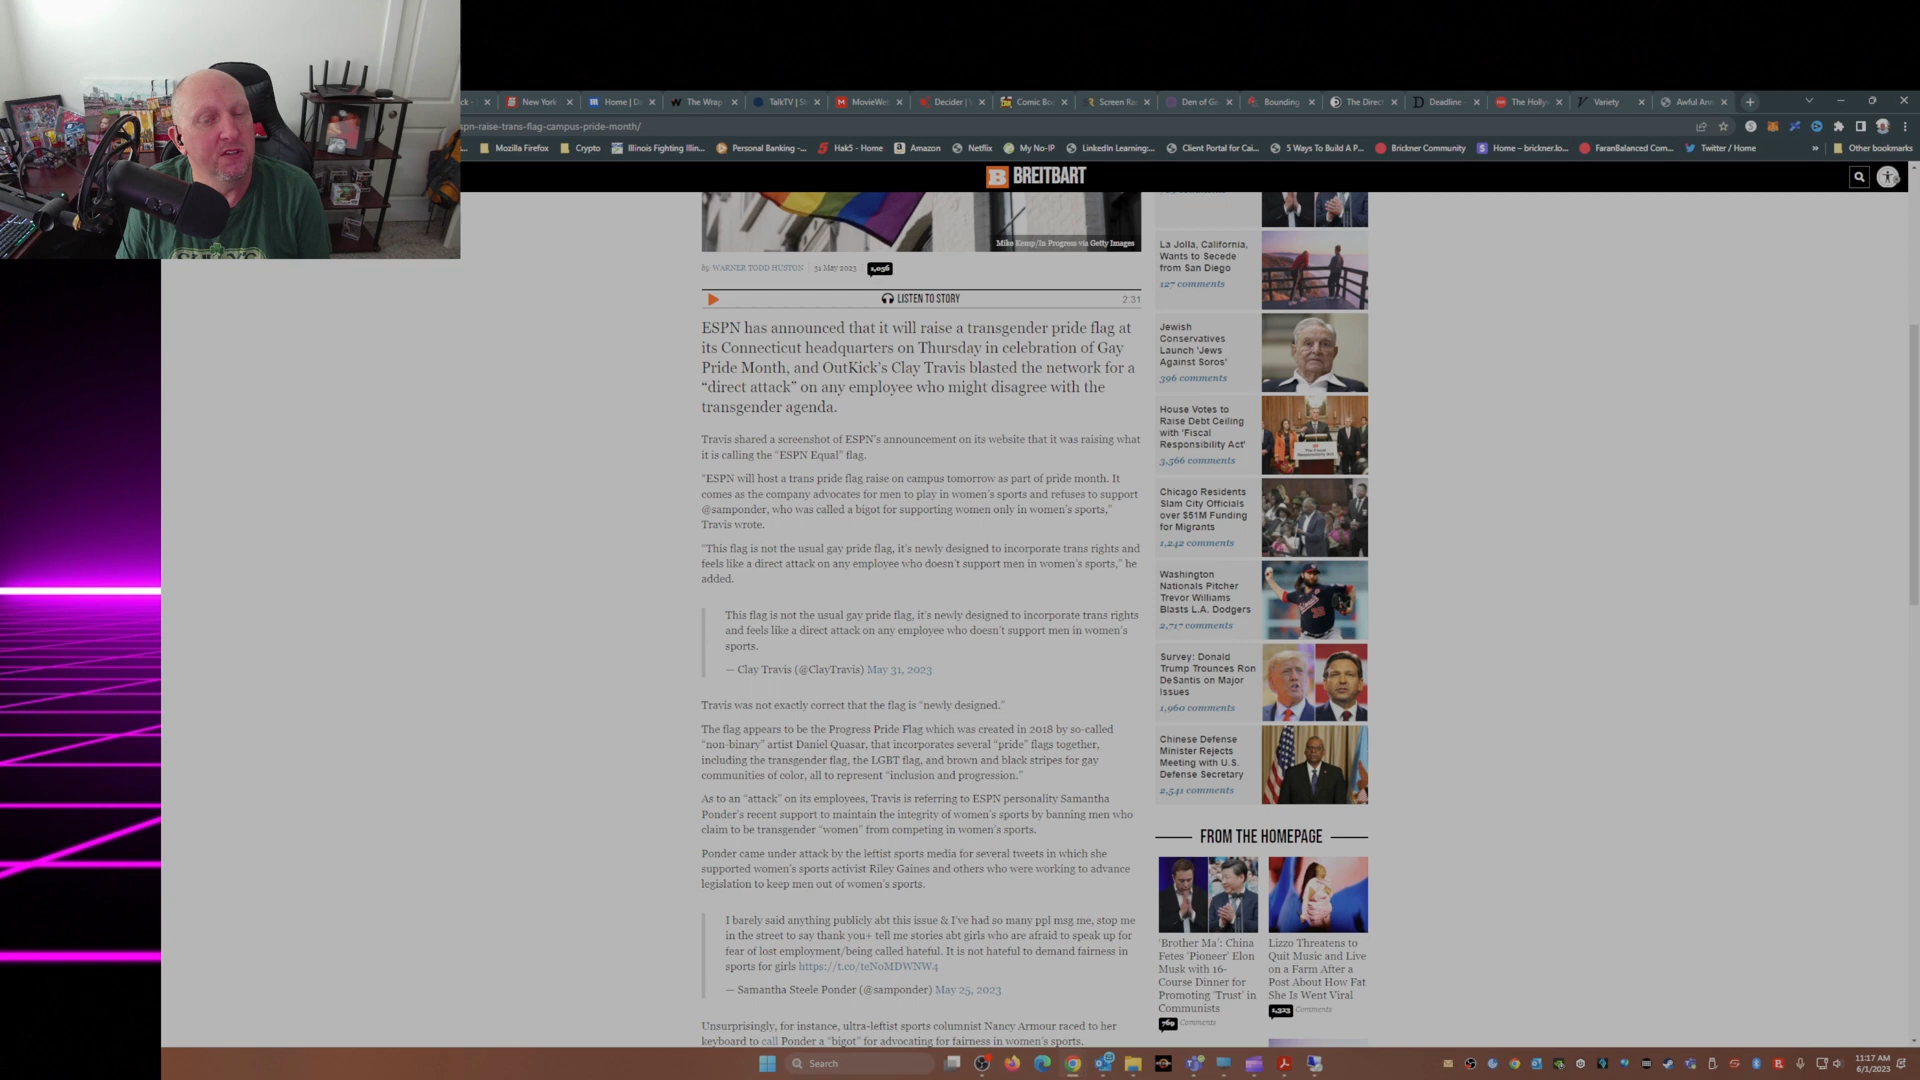 ck -
New York
Home | Da
The Wrap
TalkTV | St
MovieWeb
Decider |
Comic Boo
Screen Ra
Den of Ge
Bounding
The Direct
Deadline –
The Holly
Variety
Awful Ann
spn-raise-trans-flag-campus-pride-month/
Mozilla Firefox
Crypto
Illinois Fighting Illin...
Personal Banking -...
Hak5 - Home
Amazon
Netflix
My No-IP
LinkedIn Learning:...
Client Portal for Cai...
5 Ways To Build A P...
Brickner Community
Home – brickner.lo...
FaranBalanced Com...
Twitter / Home
»
Other bookmarks
B BREITBART
Mike Kemp/In Progress via Getty Images
by WARNER TODD HUSTON | 31 May 2023 1,056
LISTEN TO STORY
2:31
ESPN has announced that it will raise a transgender pride flag at
its Connecticut headquarters on Thursday in celebration of Gay
Pride Month, and OutKick’s Clay Travis blasted the network for a
“direct attack” on any employee who might disagree with the
transgender agenda.
Travis shared a screenshot of ESPN’s announcement on its website that it was raising what
it is calling the “ESPN Equal” flag.
“ESPN will host a trans pride flag raise on campus tomorrow as part of pride month. It
comes as the company advocates for men to play in women’s sports and refuses to support
@samponder, who was called a bigot for supporting women only in women’s sports,”
Travis wrote.
“This flag is not the usual gay pride flag, it’s newly designed to incorporate trans rights and
feels like a direct attack on any employee who doesn’t support men in women’s sports,” he
added.
This flag is not the usual gay pride flag, it’s newly designed to incorporate trans rights
and feels like a direct attack on any employee who doesn’t support men in women’s
sports.
— Clay Travis (@ClayTravis) May 31, 2023
Travis was not exactly correct that the flag is “newly designed.”
The flag appears to be the Progress Pride Flag which was created in 2018 by so-called
“non-binary” artist Daniel Quasar, that incorporates several “pride” flags together,
including the transgender flag, the LGBT flag, and brown and black stripes for gay
communities of color, all to represent “inclusion and progression.”
As to an “attack” on its employees, Travis is referring to ESPN personality Samantha
Ponder’s recent support to maintain the integrity of women’s sports by banning men who
claim to be transgender “women” from competing in women’s sports.
Ponder came under attack by the leftist sports media for several tweets in which she
supported women’s sports activist Riley Gaines and others who were working to advance
legislation to keep men out of women’s sports.
I barely said anything publicly abt this issue & I’ve had so many ppl msg me, stop me
in the street to say thank you+ tell me stories abt girls who are afraid to speak up for
fear of lost employment/being called hateful. It is not hateful to demand fairness in
sports for girls https://t.co/teNoMDWNW4
— Samantha Steele Ponder (@samponder) May 25, 2023
Unsurprisingly, for instance, ultra-leftist sports columnist Nancy Armour raced to her
keyboard to call Ponder a “bigot” for advocating for fairness in women’s sports.
La Jolla, California,
Wants to Secede
from San Diego
127 comments
Jewish
Conservatives
Launch ‘Jews
Against Soros’
396 comments
House Votes to
Raise Debt Ceiling
with ‘Fiscal
Responsibility Act’
3,566 comments
Chicago Residents
Slam City Officials
over $51M Funding
for Migrants
1,242 comments
Washington
Nationals Pitcher
Trevor Williams
Blasts L.A. Dodgers
2,717 comments
Survey: Donald
Trump Trounces Ron
DeSantis on Major
Issues
1,960 comments
Chinese Defense
Minister Rejects
Meeting with U.S.
Defense Secretary
2,541 comments
FROM THE HOMEPAGE
‘Brother Ma’: China
Fetes ‘Pioneer’ Elon
Musk with 16-
Course Dinner for
Promoting ‘Trust’ in
Communists
769 Comments
Lizzo Threatens to
Quit Music and Live
on a Farm After a
Post About How Fat
She Is Went Viral
1,323 Comments
Search
11:17 AM
6/1/2023